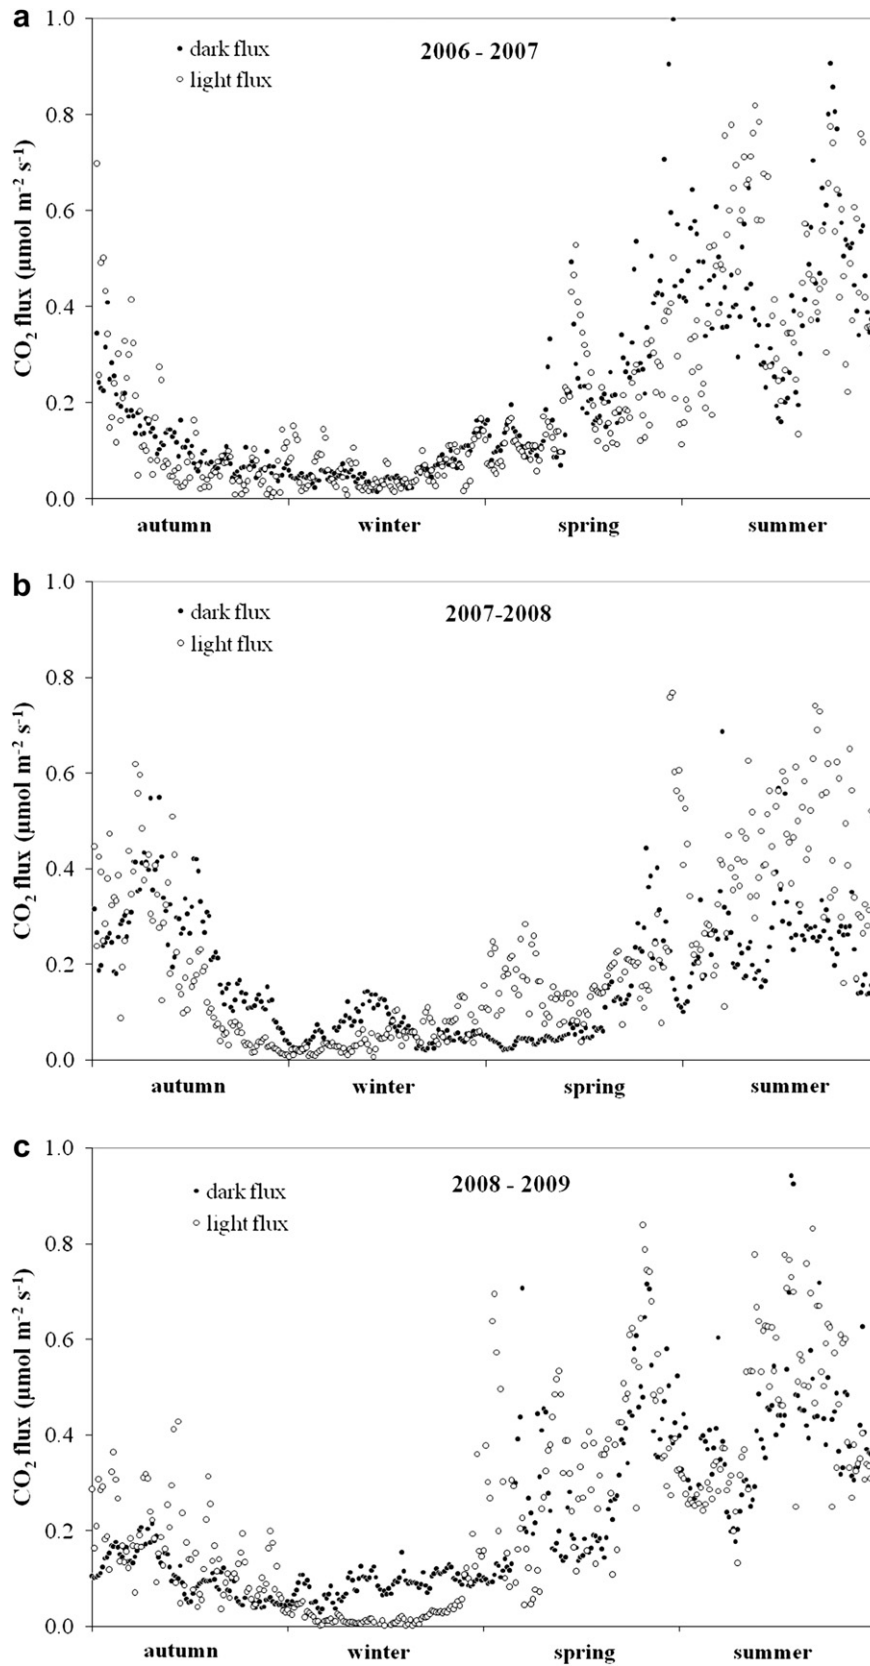 a
1.0
• dark flux
2006 - 2007
○ light flux
0.8
0.6
0.4
0.2
0.0
CO₂ flux (µmol m⁻² s⁻¹)
autumn winter spring summer
b
1.0
• dark flux
2007-2008
○ light flux
0.8
0.6
0.4
0.2
0.0
CO₂ flux (µmol m⁻² s⁻¹)
autumn winter spring summer
c
1.0
• dark flux
2008 - 2009
○ light flux
0.8
0.6
0.4
0.2
0.0
CO₂ flux (µmol m⁻² s⁻¹)
autumn winter spring summer